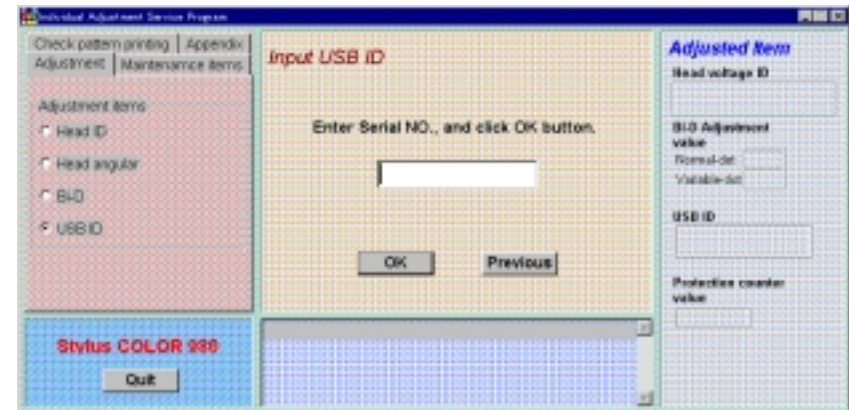 Individual Adjustment Service Program
Check pattern printing
Appendix
Adjustment
Maintenamce items
Adjustment items
Head ID
Head angular
Bi-D
USB ID
Input USB ID
Enter Serial NO., and click OK button.
OK
Previous
Adjusted Item
Head voltage ID
Bi-D Adjustment
value
Normal-dot
Variable-dot
USB ID
Protection counter
value
Stylus COLOR 980
Quit